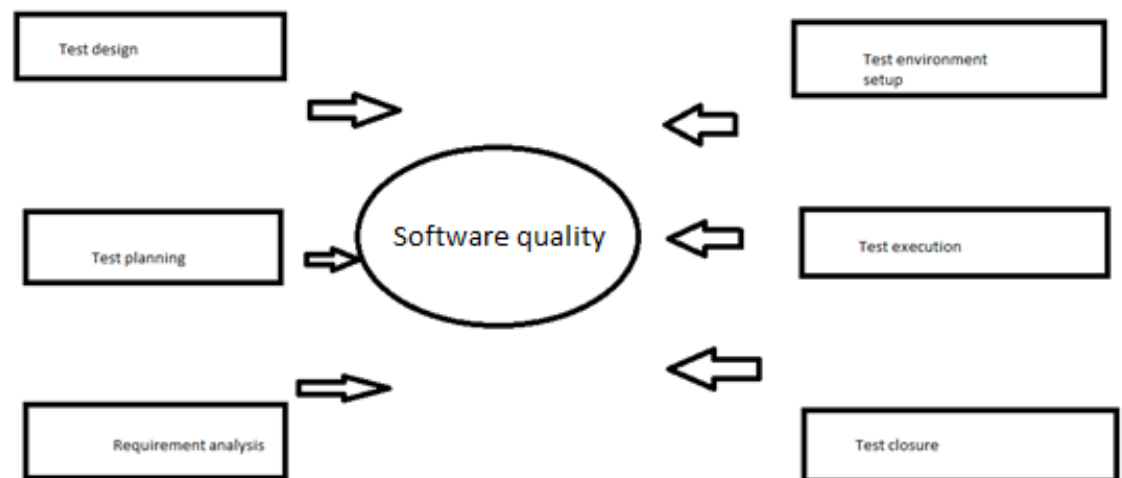 Test design
Test environment
setup
Software quality
Test planning
Test execution
Requirement analysis
Test closure